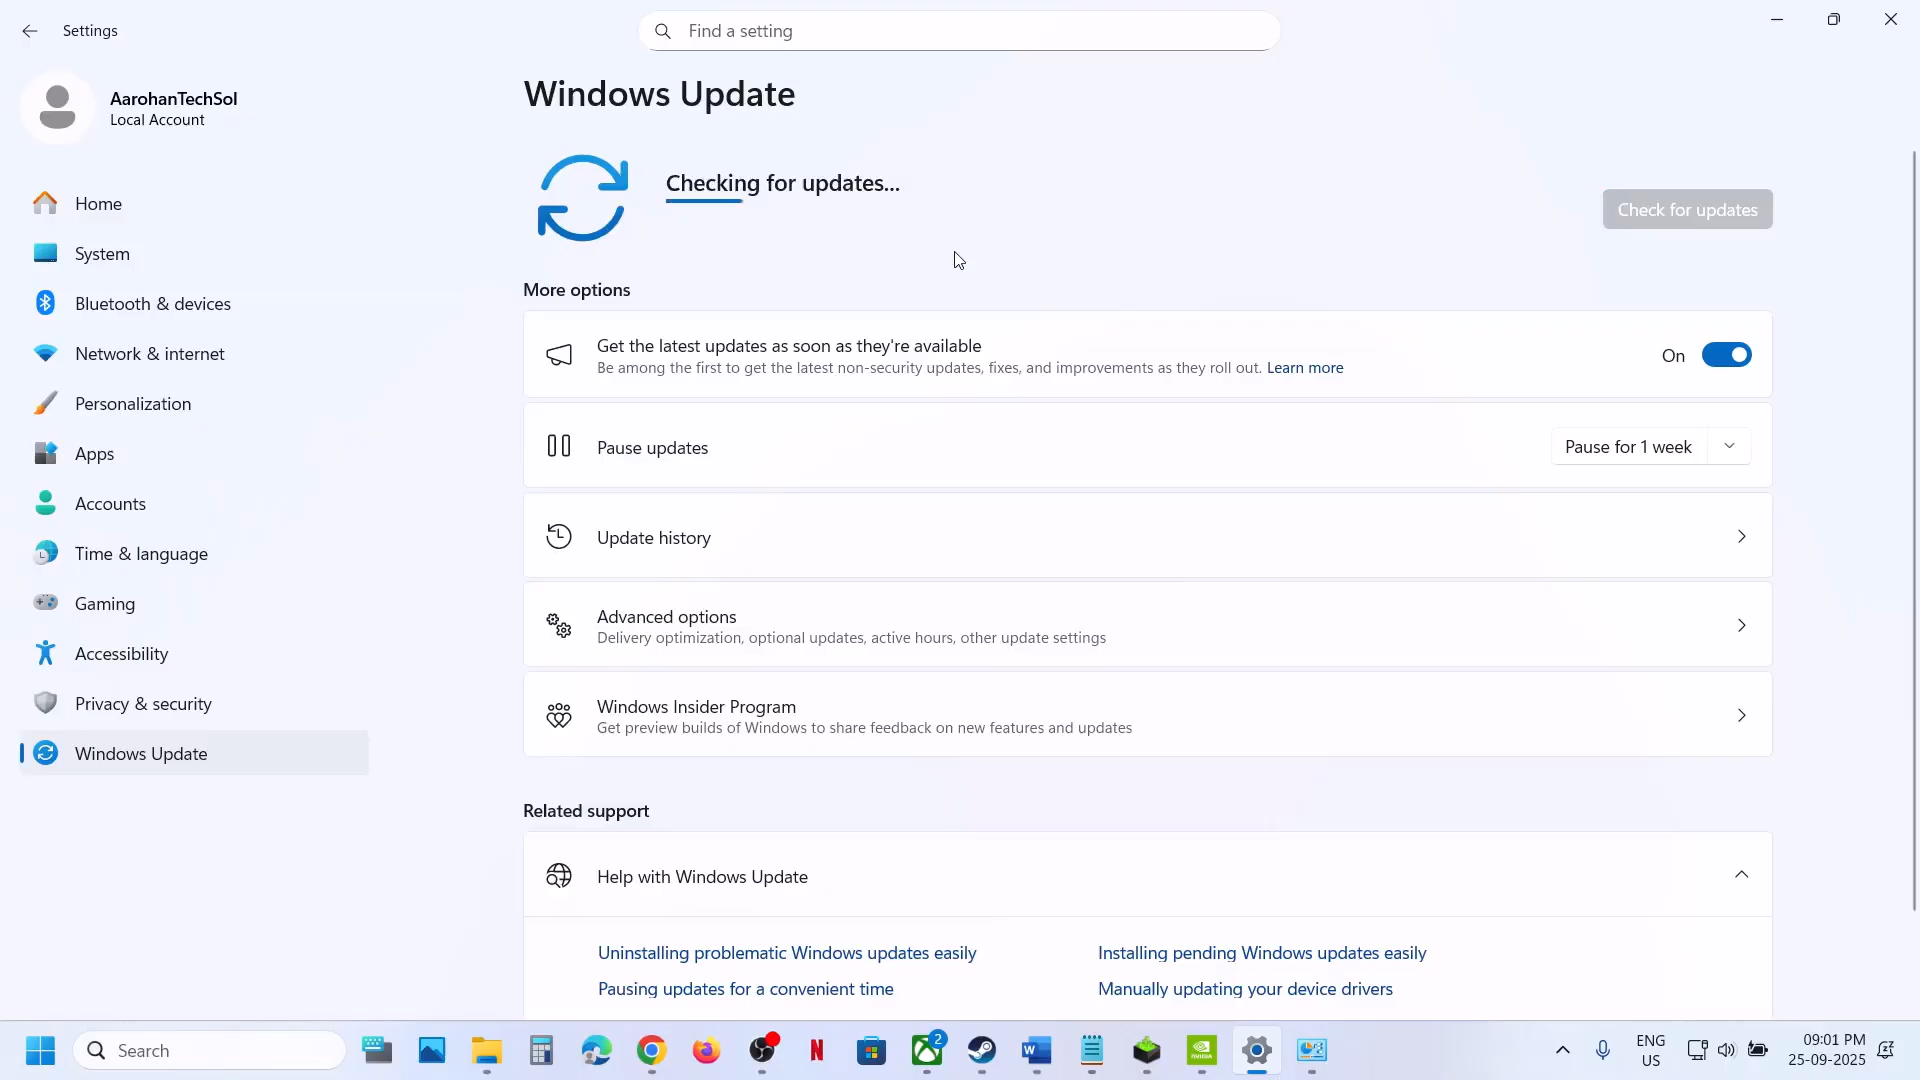 Settings
Find a setting
AarohanTechSol
Local Account
Home
System
Bluetooth & devices
Network & internet
Personalization
Apps
Accounts
Time & language
Gaming
Accessibility
Privacy & security
Windows Update
Windows Update
Checking for updates...
Check for updates
More options
Get the latest updates as soon as they're available
Be among the first to get the latest non-security updates, fixes, and improvements as they roll out. Learn more
On
Pause updates
Pause for 1 week
Update history
Advanced options
Delivery optimization, optional updates, active hours, other update settings
Windows Insider Program
Get preview builds of Windows to share feedback on new features and updates
Related support
Help with Windows Update
Uninstalling problematic Windows updates easily
Installing pending Windows updates easily
Pausing updates for a convenient time
Manually updating your device drivers
Search
N
2
W
NVIDIA
ENG
US
09:01 PM
25-09-2025